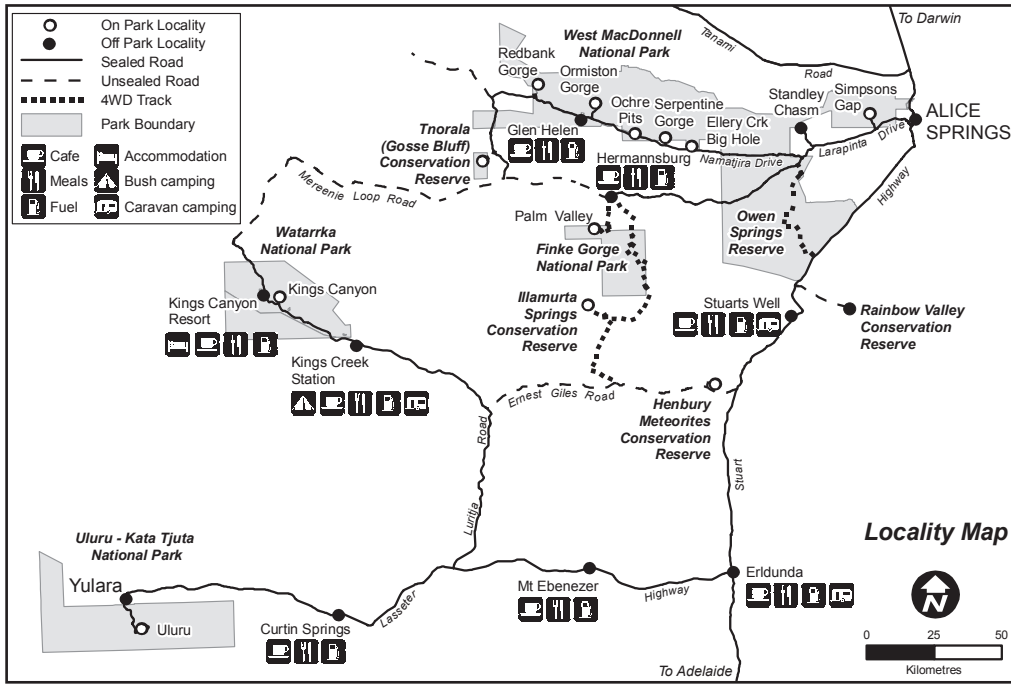 On Park Locality
Off Park Locality
Sealed Road
Unsealed Road
4WD Track
Park Boundary
Cafe
Accommodation
Meals
Bush camping
Fuel
Caravan camping
To Darwin
Tanami
Road
West MacDonnell
National Park
Redbank
Gorge
Ormiston
Gorge
Ochre
Pits
Serpentine
Gorge
Ellery Crk
Big Hole
Standley
Chasm
Simpsons
Gap
ALICE
SPRINGS
Larapinta Drive
Namatjira Drive
Highway
Tnorala
(Gosse Bluff)
Conservation
Reserve
Glen Helen
Hermannsburg
Mereenie Loop Road
Palm Valley
Finke Gorge
National Park
Owen
Springs
Reserve
Watarrka
National Park
Kings Canyon
Kings Canyon
Resort
Kings Creek
Station
Illamurta
Springs
Conservation
Reserve
Stuarts Well
Rainbow Valley
Conservation
Reserve
Ernest Giles Road
Henbury
Meteorites
Conservation
Reserve
Luritja Road
Stuart
Uluru - Kata Tjuta
National Park
Yulara
Uluru
Curtin Springs
Lasseter
Mt Ebenezer
Highway
Erldunda
To Adelaide
Locality Map
N
0 25 50
Kilometres